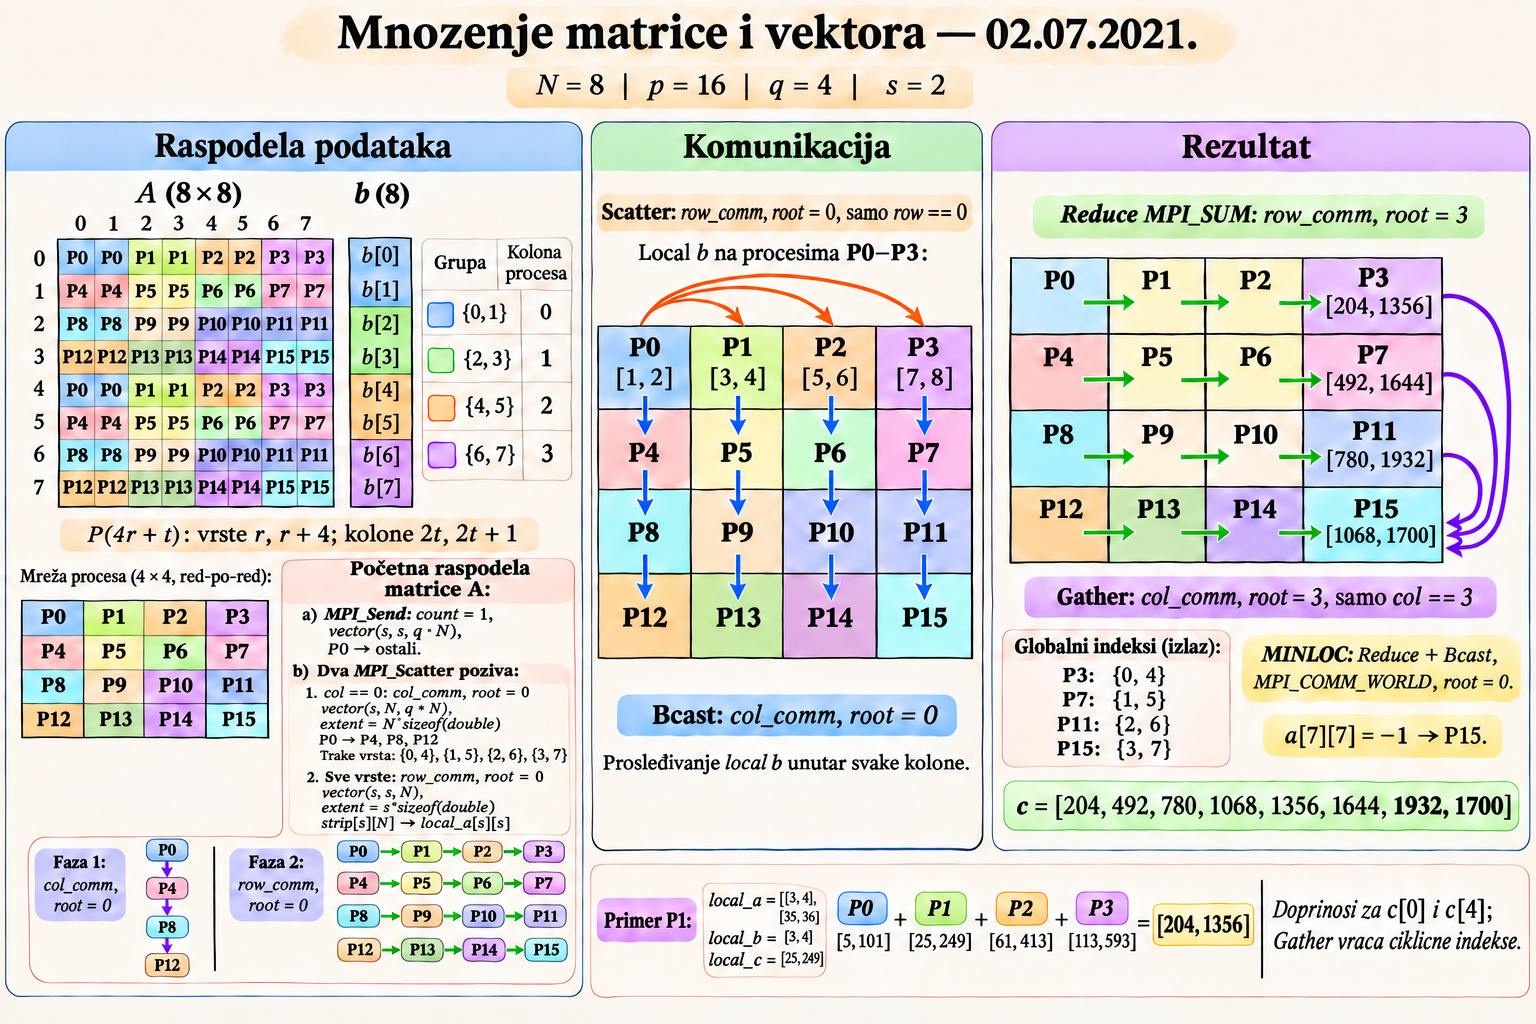 Mnozenje matrice i vektora — 02.07.2021.
N = 8 | p = 16 | q = 4 | s = 2
Raspodela podataka
A (8×8) b (8)
0 1 2 3 4 5 6 7
0 P0 P0 P1 P1 P2 P2 P3 P3 b[0]
1 P4 P4 P5 P5 P6 P6 P7 P7 b[1]
2 P8 P8 P9 P9 P10 P10 P11 P11 b[2]
3 P12 P12 P13 P13 P14 P14 P15 P15 b[3]
4 P0 P0 P1 P1 P2 P2 P3 P3 b[4]
5 P4 P4 P5 P5 P6 P6 P7 P7 b[5]
6 P8 P8 P9 P9 P10 P10 P11 P11 b[6]
7 P12 P12 P13 P13 P14 P14 P15 P15 b[7]
Grupa Kolona
procesa
{0,1} 0
{2,3} 1
{4,5} 2
{6,7} 3
P(4r + t): vrste r, r + 4; kolone 2t, 2t + 1
Mreža procesa (4 × 4, red-po-red):
P0 P1 P2 P3
P4 P5 P6 P7
P8 P9 P10 P11
P12 P13 P14 P15
Početna raspodela
matrice A:
a) MPI_Send: count = 1,
vector(s, s, q * N),
P0 → ostali.
b) Dva MPI_Scatter poziva:
1. col == 0: col_comm, root = 0
vector(s, N, q * N),
extent = N*sizeof(double)
P0 → P4, P8, P12
Trake vrsta: {0, 4}, {1, 5}, {2, 6}, {3, 7}
2. Sve vrste: row_comm, root = 0
vector(s, s, N),
extent = s*sizeof(double)
strip[s][N] → local_a[s][s]
Faza 1:
col_comm,
root = 0
P0
P4
P8
P12
Faza 2:
row_comm,
root = 0
P0 P1 P2 P3
P4 P5 P6 P7
P8 P9 P10 P11
P12 P13 P14 P15
Komunikacija
Scatter: row_comm, root = 0, samo row == 0
Local b na procesima P0–P3:
P0 P1 P2 P3
[1, 2] [3, 4] [5, 6] [7, 8]
P4 P5 P6 P7
P8 P9 P10 P11
P12 P13 P14 P15
Bcast: col_comm, root = 0
Prosleđivanje local b unutar svake kolone.
Rezultat
Reduce MPI_SUM: row_comm, root = 3
P0 P1 P2 P3
[204, 1356]
P4 P5 P6 P7
[492, 1644]
P8 P9 P10 P11
[780, 1932]
P12 P13 P14 P15
[1068, 1700]
Gather: col_comm, root = 3, samo col == 3
Globalni indeksi (izlaz):
P3: {0, 4}
P7: {1, 5}
P11: {2, 6}
P15: {3, 7}
MINLOC: Reduce + Bcast,
MPI_COMM_WORLD, root = 0.
a[7][7] = −1 → P15.
c = [204, 492, 780, 1068, 1356, 1644, 1932, 1700]
Primer P1:
local_a = [[3, 4],
[35, 36]
local_b = [3, 4]
local_c = [25,249]
P0 + P1 + P2 + P3 = [204, 1356]
[5,101] [25,249] [61,413] [113,593]
Doprinosi za c[0] i c[4];
Gather vraca ciklicne indekse.